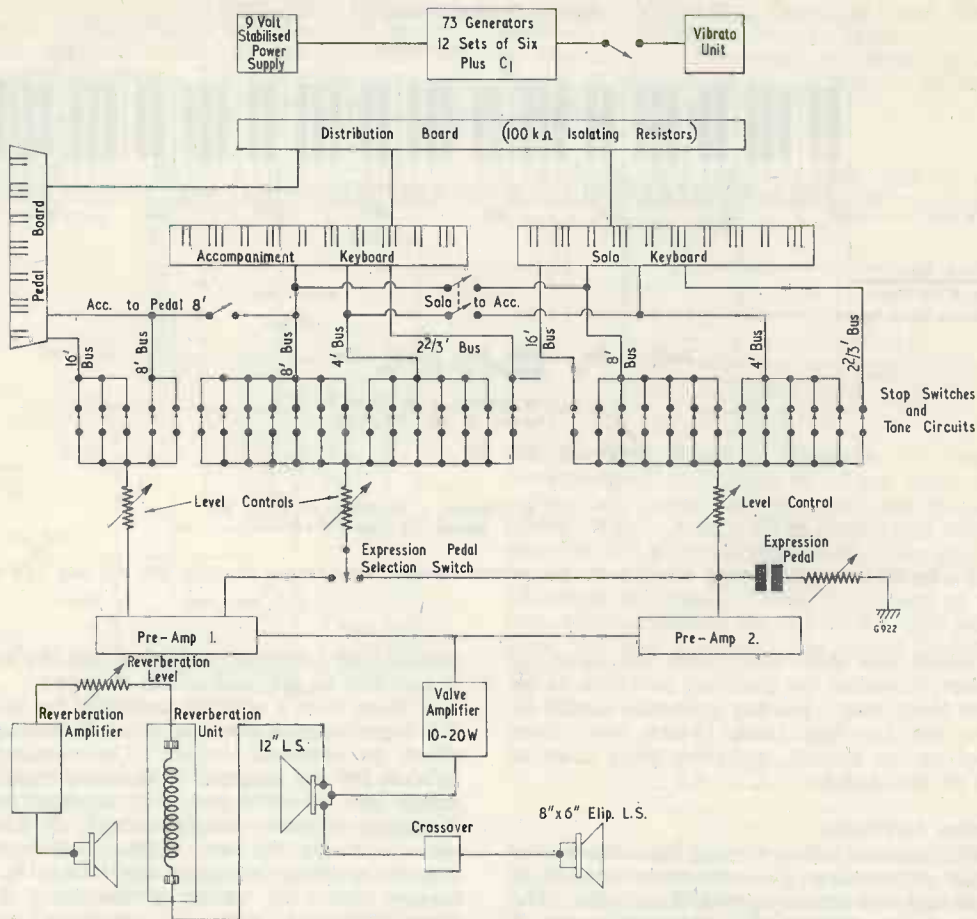 9 Volt
Stabilised
Power
Supply
73 Generators
12 Sets of Six
Plus C1
Vibrato
Unit
Distribution Board (100 kΩ Isolating Resistors)
Pedal Board
Accompaniment Keyboard
Solo Keyboard
Acc. to Pedal 8'
Solo to Acc.
16' Bus
8' Bus
8' Bus
4' Bus
2 2/3' Bus
16' Bus
8' Bus
4' Bus
2 2/3' Bus
Stop Switches
and
Tone Circuits
Level Controls
Level Control
Expression Pedal
Selection Switch
Expression
Pedal
G922
Pre-Amp 1.
Pre-Amp 2.
Reverberation
Level
Reverberation
Amplifier
Reverberation
Unit
12" L.S.
Valve
Amplifier
10-20W
Crossover
8"x6" Elip. L.S.